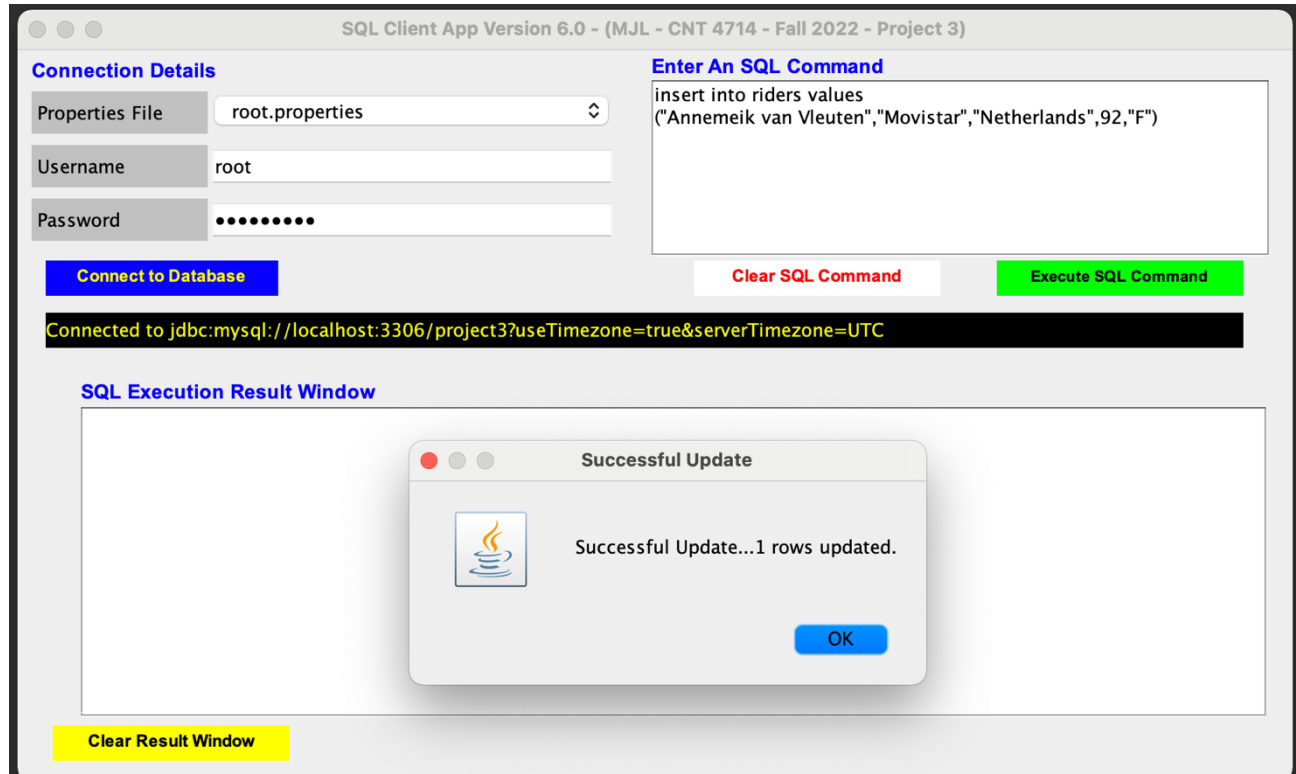 SQL Client App Version 6.0 - (MJL - CNT 4714 - Fall 2022 - Project 3)
Connection Details
Properties File
root.properties
Username
root
Password
•••••••••
Connect to Database
Enter An SQL Command
insert into riders values
("Annemeik van Vleuten","Movistar","Netherlands",92,"F")
Clear SQL Command
Execute SQL Command
Connected to jdbc:mysql://localhost:3306/project3?useTimezone=true&serverTimezone=UTC
SQL Execution Result Window
Successful Update
Successful Update...1 rows updated.
OK
Clear Result Window